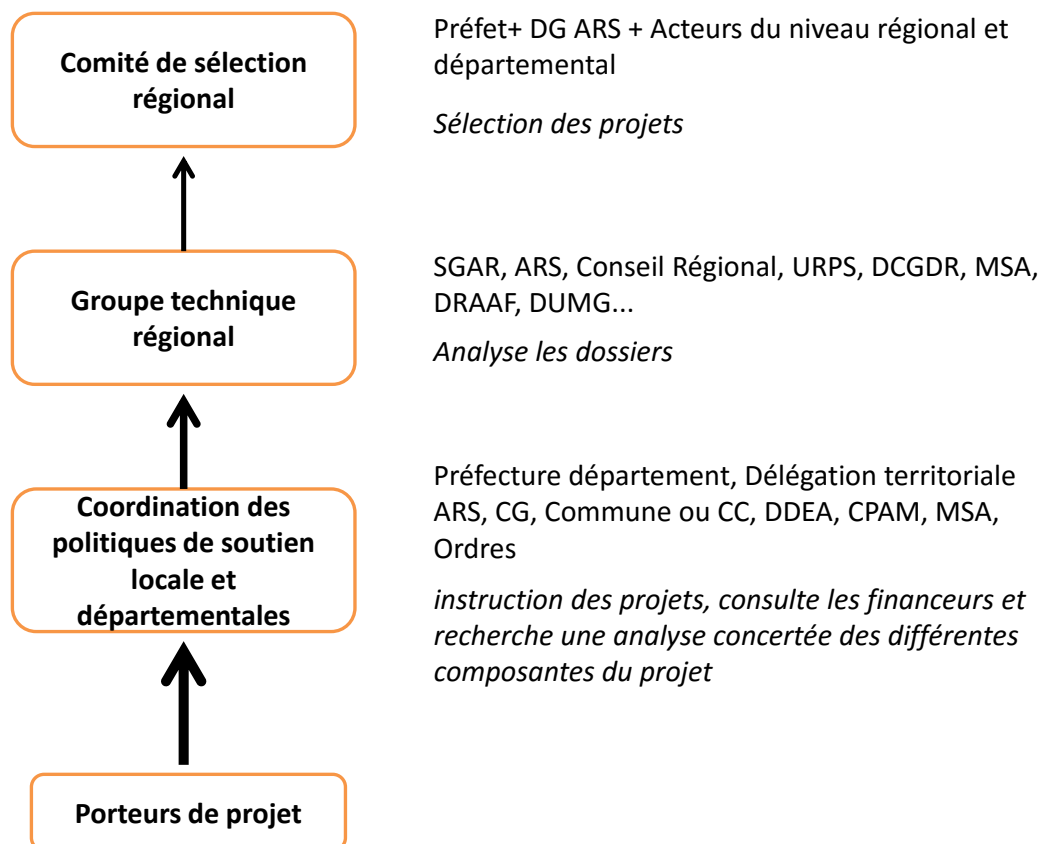 Comité de sélection
régional
Préfet+ DG ARS + Acteurs du niveau régional et
départemental
Sélection des projets
Groupe technique
régional
SGAR, ARS, Conseil Régional, URPS, DCGDR, MSA,
DRAAF, DUMG...
Analyse les dossiers
Coordination des
politiques de soutien
locale et
départementales
Préfecture département, Délégation territoriale
ARS, CG, Commune ou CC, DDEA, CPAM, MSA,
Ordres
instruction des projets, consulte les financeurs et
recherche une analyse concertée des différentes
composantes du projet
Porteurs de projet